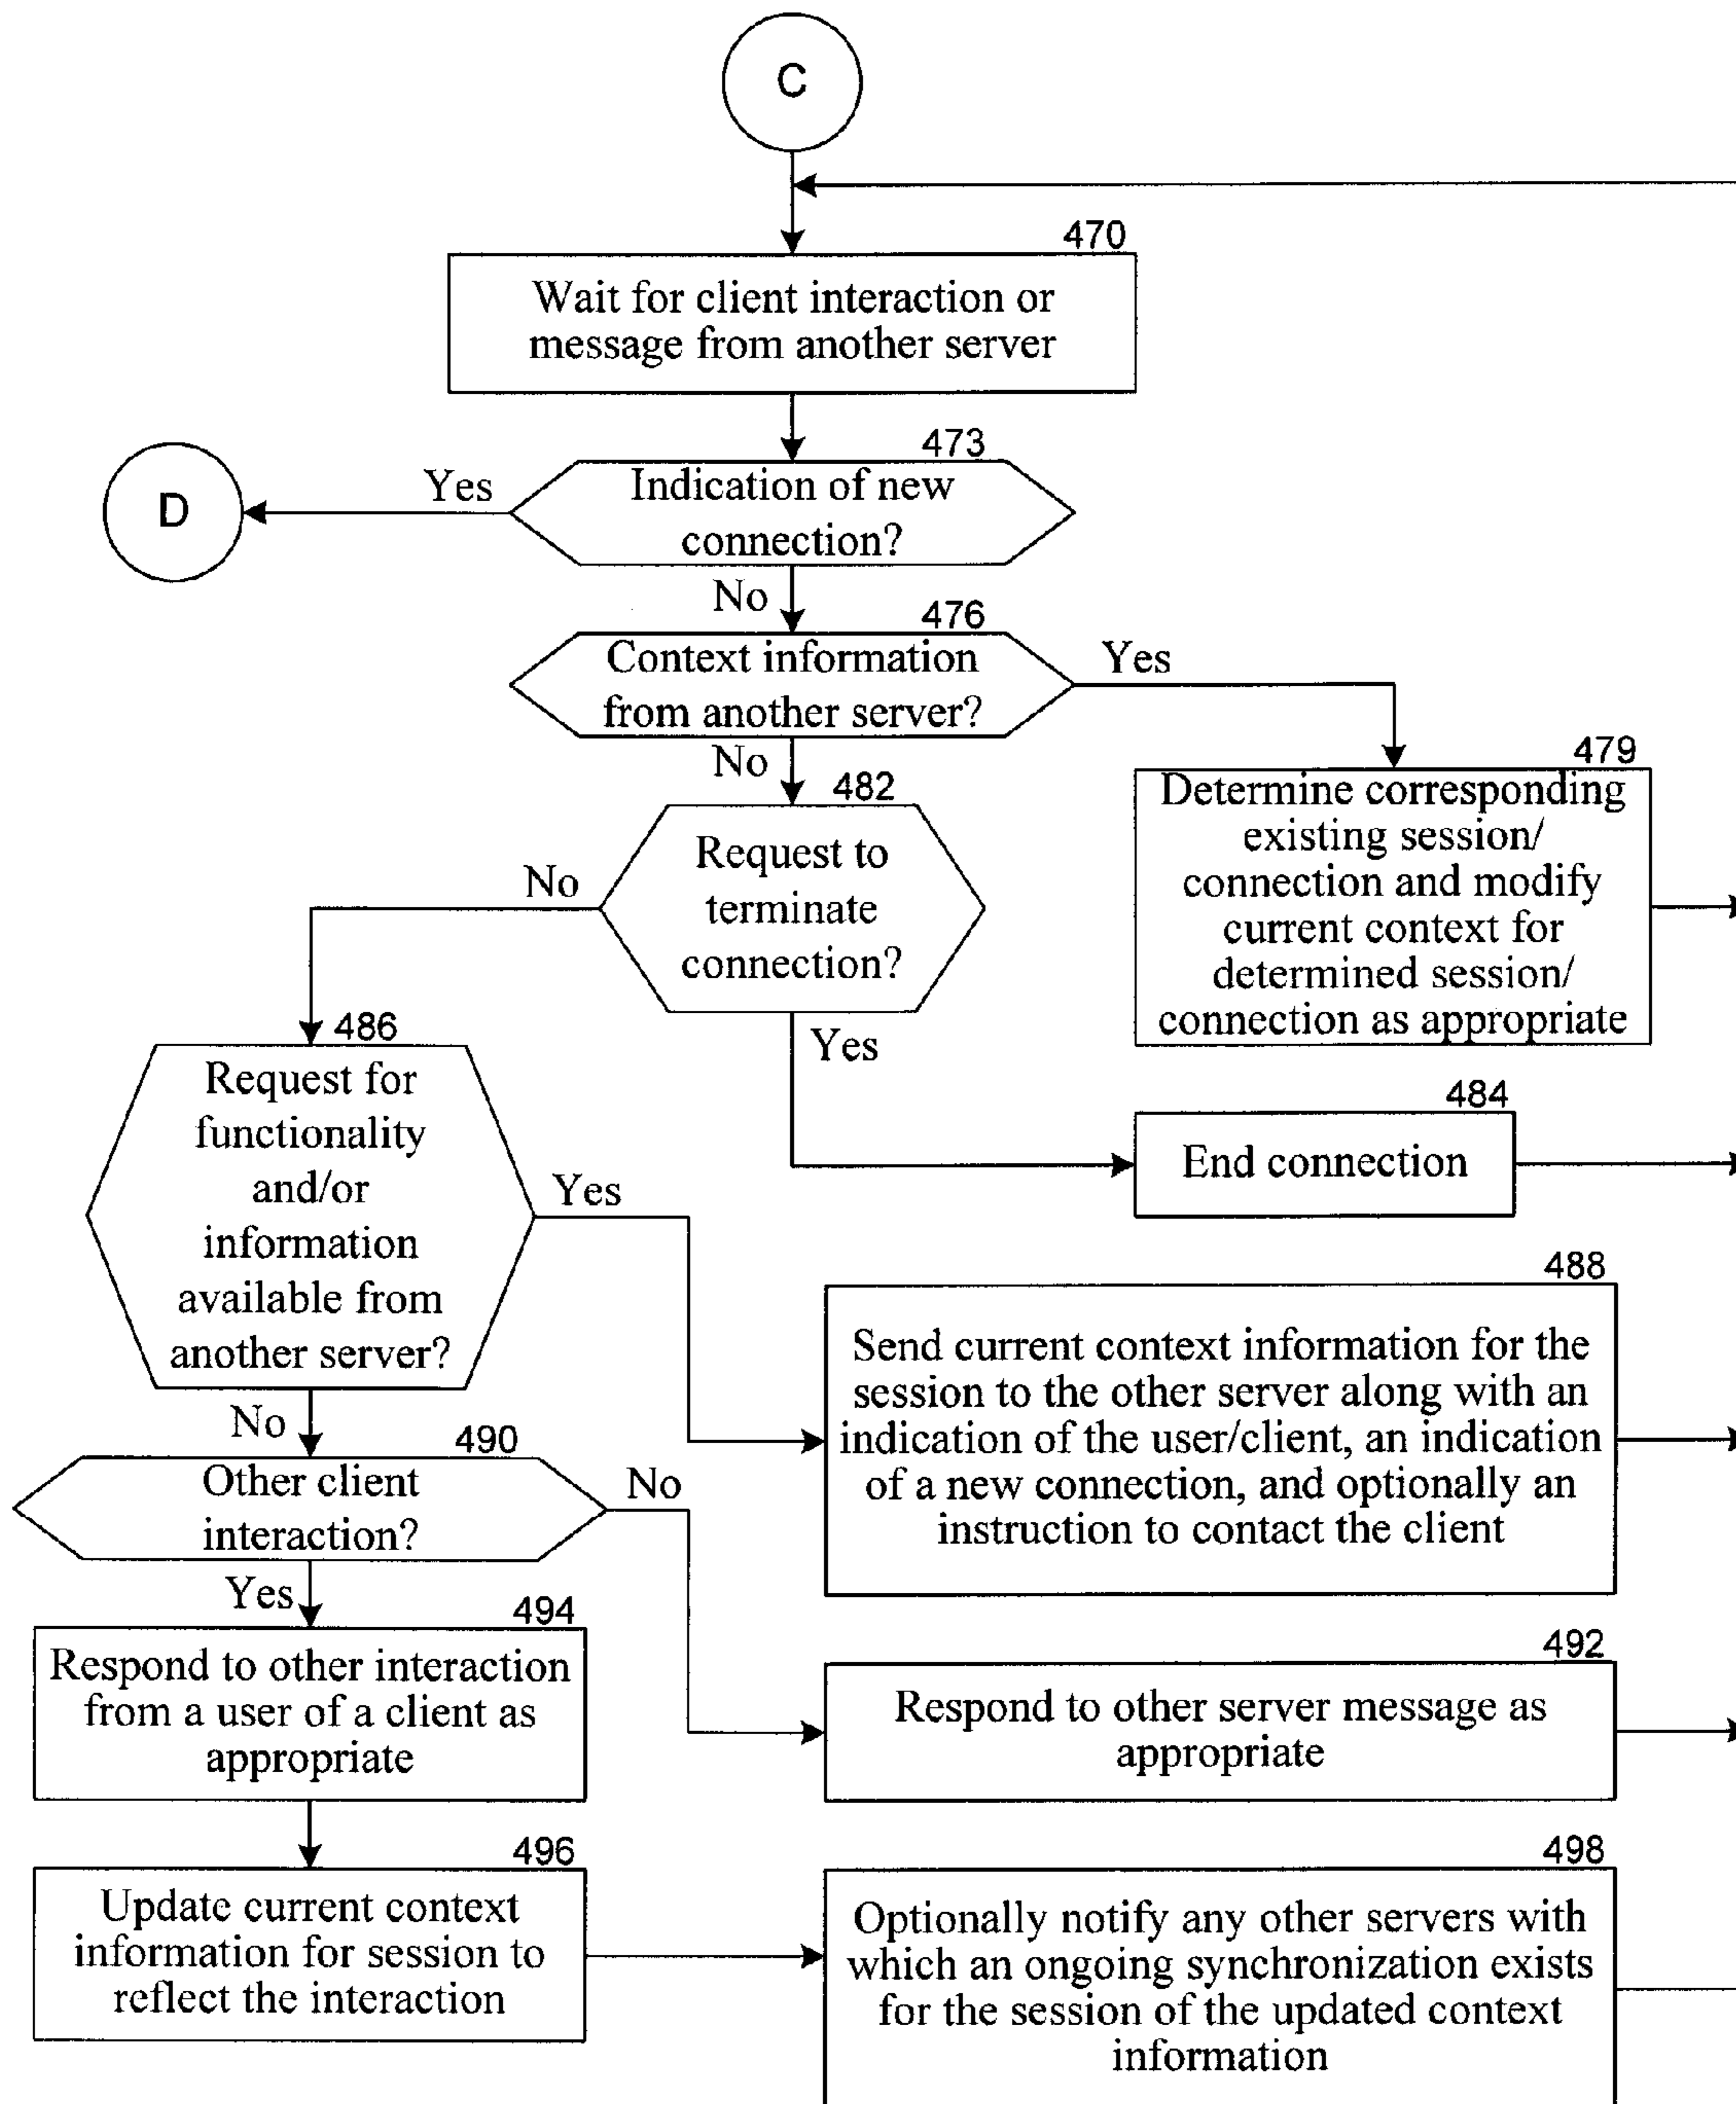 C
470
Wait for client interaction or
message from another server
473
Indication of new
connection?
Yes
D
No
476
Context information
from another server?
Yes
No
479
Determine corresponding
existing session/
connection and modify
current context for
determined session/
connection as appropriate
482
Request to
terminate
connection?
No
Yes
484
End connection
486
Request for
functionality
and/or
information
available from
another server?
Yes
488
Send current context information for the
session to the other server along with an
indication of the user/client, an indication
of a new connection, and optionally an
instruction to contact the client
No
490
Other client
interaction?
No
Yes
492
Respond to other server message as
appropriate
494
Respond to other interaction
from a user of a client as
appropriate
496
Update current context
information for session to
reflect the interaction
498
Optionally notify any other servers with
which an ongoing synchronization exists
for the session of the updated context
information